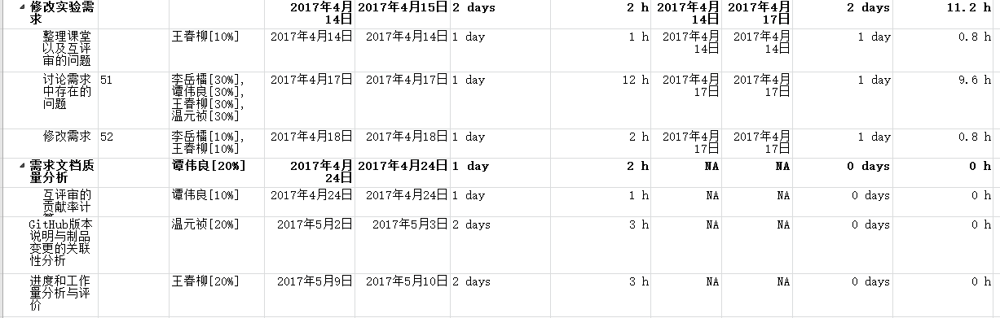 修改实验需求 2017年4月14日 2017年4月15日 2 days 2 h 2017年4月14日 2017年4月17日 2 days 11.2 h
整理课堂以及互评审的问题 王春柳[10%] 2017年4月14日 2017年4月14日 1 day 1 h 2017年4月14日 2017年4月14日 1 day 0.8 h
讨论需求中存在的问题 51 李岳檑[30%], 谭伟良[30%], 王春柳[30%], 温元祯[30%] 2017年4月17日 2017年4月17日 1 day 12 h 2017年4月17日 2017年4月17日 1 day 9.6 h
修改需求 52 李岳檑[10%], 王春柳[10%] 2017年4月18日 2017年4月18日 1 day 2 h 2017年4月17日 2017年4月17日 1 day 0.8 h
需求文档质量分析 谭伟良[20%] 2017年4月24日 2017年4月24日 1 day 2 h NA NA 0 days 0 h
互评审的贡献率计 谭伟良[10%] 2017年4月24日 2017年4月24日 1 day 1 h NA NA 0 days 0 h
GitHub版本说明与制品变更的关联性分析 温元祯[20%] 2017年5月2日 2017年5月3日 2 days 3 h NA NA 0 days 0 h
进度和工作量分析与评价 王春柳[20%] 2017年5月9日 2017年5月10日 2 days 3 h NA NA 0 days 0 h